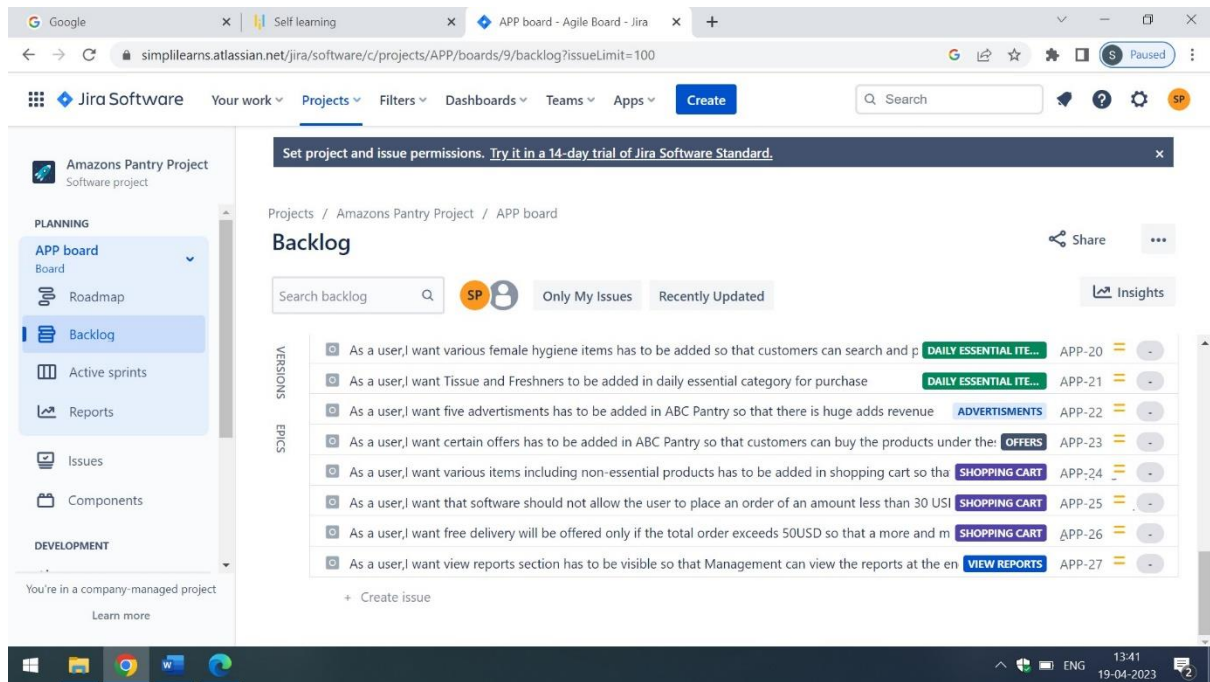 Google
Self learning
APP board - Agile Board - Jira
simplilearns.atlassian.net/jira/software/c/projects/APP/boards/9/backlog?issueLimit=100
G
S Paused
Jira Software Your work Projects Filters Dashboards Teams Apps Create Search SP
Amazons Pantry Project
Software project
Set project and issue permissions. Try it in a 14-day trial of Jira Software Standard.
PLANNING
APP board
Board
Roadmap
Backlog
Active sprints
Reports
Issues
Components
DEVELOPMENT
You're in a company-managed project
Learn more
Projects / Amazons Pantry Project / APP board
Backlog
Share
Search backlog SP Only My Issues Recently Updated Insights
VERSIONS
EPICS
As a user,I want various female hygiene items has to be added so that customers can search and p DAILY ESSENTIAL ITE... APP-20 -
As a user,I want Tissue and Freshners to be added in daily essential category for purchase DAILY ESSENTIAL ITE... APP-21 -
As a user,I want five advertisments has to be added in ABC Pantry so that there is huge adds revenue ADVERTISMENTS APP-22 -
As a user,I want certain offers has to be added in ABC Pantry so that customers can buy the products under the: OFFERS APP-23 -
As a user,I want various items including non-essential products has to be added in shopping cart so tha SHOPPING CART APP-24 -
As a user,I want that software should not allow the user to place an order of an amount less than 30 USI SHOPPING CART APP-25 -
As a user,I want free delivery will be offered only if the total order exceeds 50USD so that a more and m SHOPPING CART APP-26 -
As a user,I want view reports section has to be visible so that Management can view the reports at the en VIEW REPORTS APP-27 -
+ Create issue
ENG
13:41
19-04-2023
2